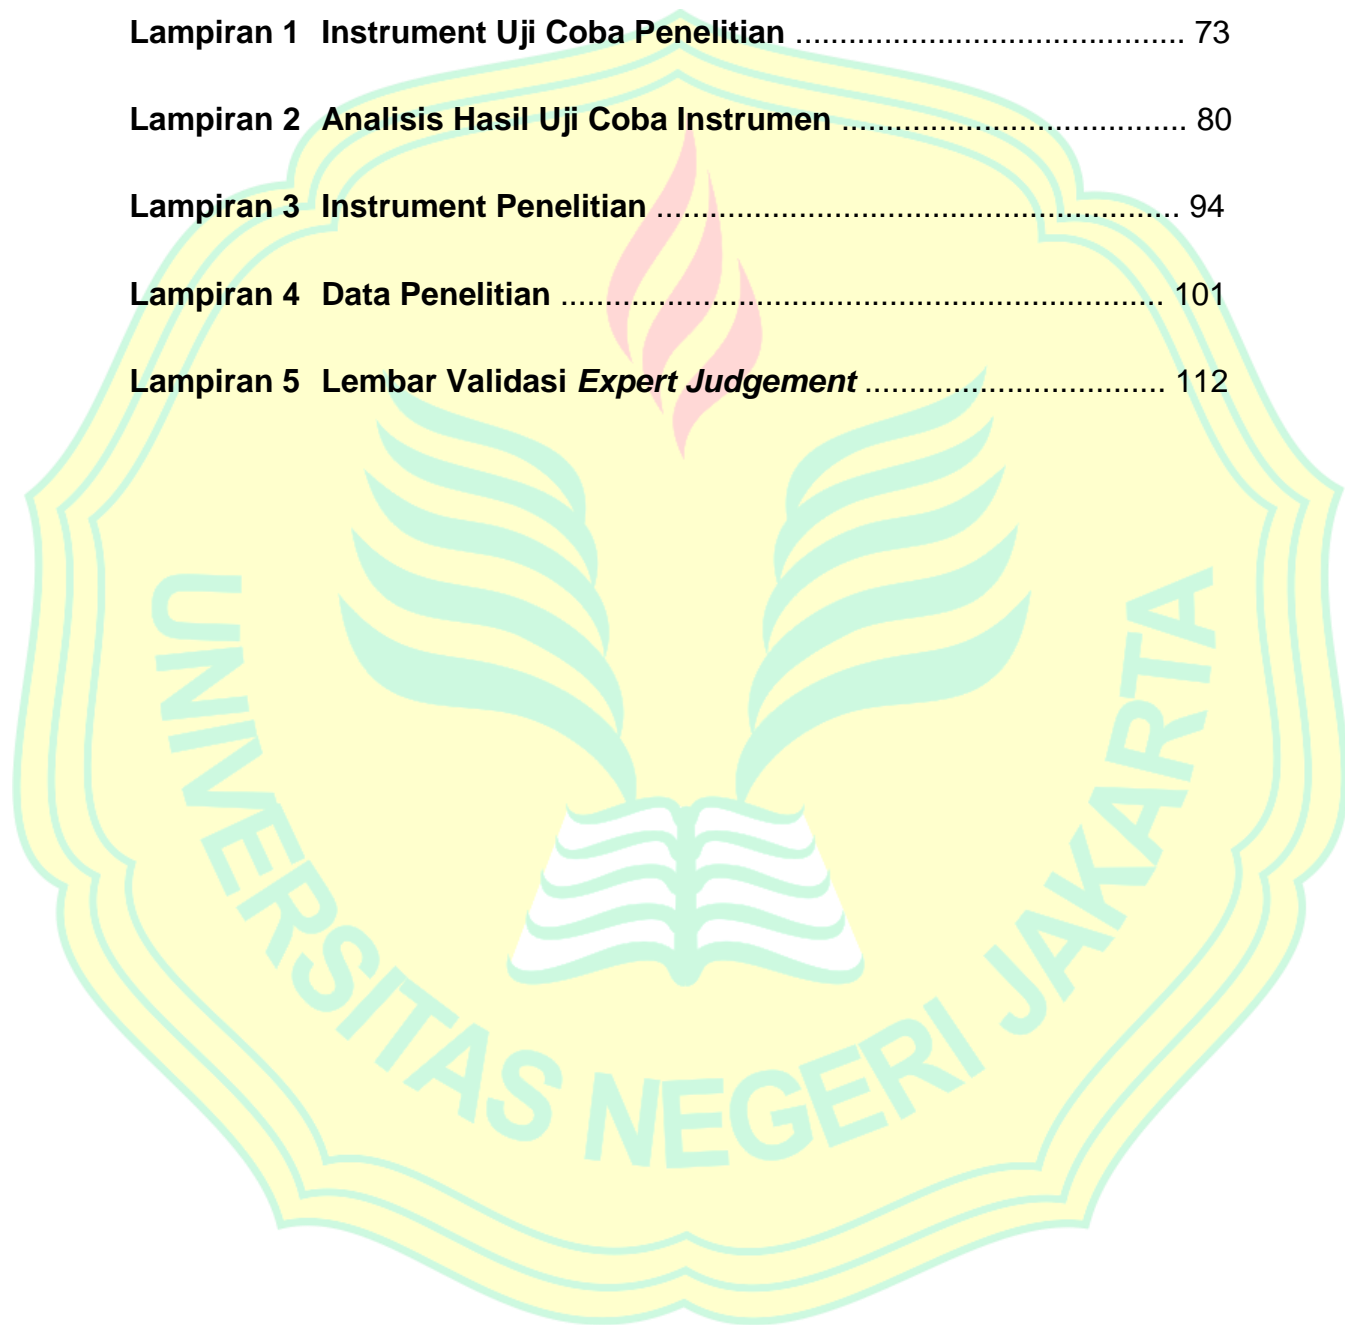 Lampiran 1 Instrument Uji Coba Penelitian ............................................ 73
Lampiran 2 Analisis Hasil Uji Coba Instrumen ....................................... 80
Lampiran 3 Instrument Penelitian ........................................................... 94
Lampiran 4 Data Penelitian .................................................................... 101
Lampiran 5 Lembar Validasi Expert Judgement .................................. 112
UNIVERSITAS NEGERI JAKARTA